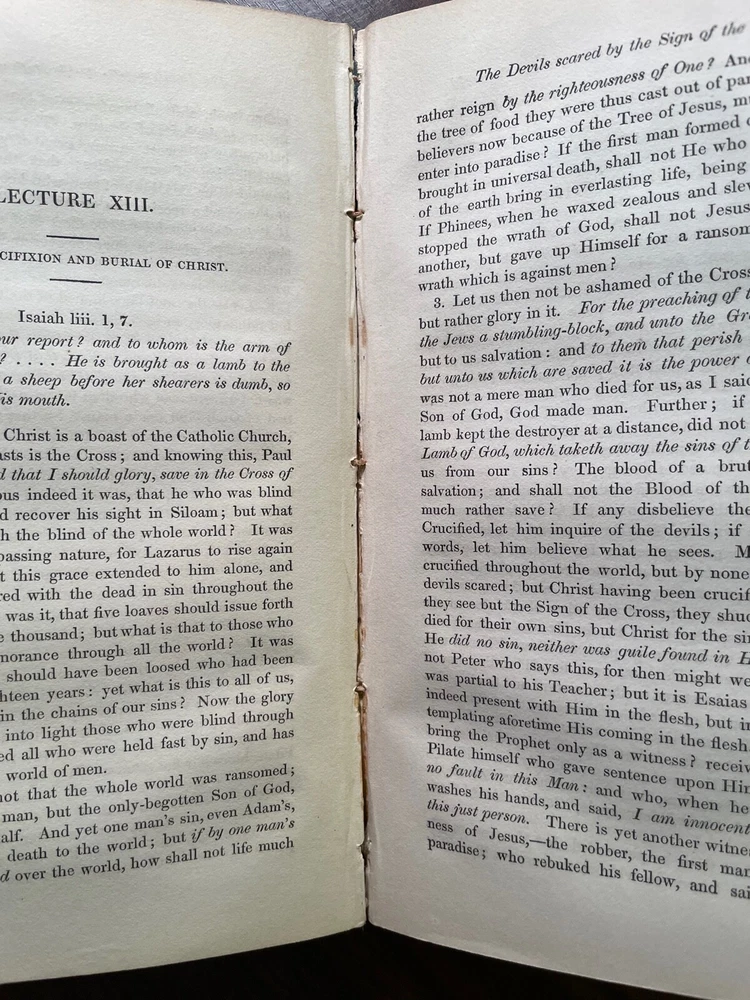 LECTURE XIII.
CIFIXION AND BURIAL OF CHRIST.
Isaiah liii. 1, 7.
ur report? and to whom is the arm of
? . . . . He is brought as a lamb to the
a sheep before her shearers is dumb, so
is mouth.
Christ is a boast of the Catholic Church,
asts is the Cross; and knowing this, Paul
d that I should glory, save in the Cross of
ous indeed it was, that he who was blind
d recover his sight in Siloam; but what
h the blind of the whole world? It was
passing nature, for Lazarus to rise again
t this grace extended to him alone, and
red with the dead in sin throughout the
was it, that five loaves should issue forth
e thousand; but what is that to those who
norance through all the world? It was
should have been loosed who had been
hteen years: yet what is this to all of us,
in the chains of our sins? Now the glory
into light those who were blind through
ed all who were held fast by sin, and has
world of men.
not that the whole world was ransomed;
man, but the only-begotten Son of God,
alf. And yet one man's sin, even Adam's,
death to the world; but if by one man's
d over the world, how shall not life much
The Devils scared by the Sign of the
rather reign by the righteousness of One? And
the tree of food they were thus cast out of par
believers now because of the Tree of Jesus, mu
enter into paradise? If the first man formed o
brought in universal death, shall not He who
of the earth bring in everlasting life, being
If Phinees, when he waxed zealous and slew
stopped the wrath of God, shall not Jesus
another, but gave up Himself for a ransom
wrath which is against men?
3. Let us then not be ashamed of the Cross
but rather glory in it. For the preaching of t
the Jews a stumbling-block, and unto the Gr
but to us salvation: and to them that perish
but unto us which are saved it is the power o
was not a mere man who died for us, as I said
Son of God, God made man. Further; if
lamb kept the destroyer at a distance, did not
Lamb of God, which taketh away the sins of t
us from our sins? The blood of a brut
salvation; and shall not the Blood of th
much rather save? If any disbelieve the
Crucified, let him inquire of the devils; if
words, let him believe what he sees. M
crucified throughout the world, but by none
devils scared; but Christ having been crucif
they see but the Sign of the Cross, they shud
died for their own sins, but Christ for the sin
He did no sin, neither was guile found in H
not Peter who says this, for then might we
was partial to his Teacher; but it is Esaias
indeed present with Him in the flesh, but in
templating aforetime His coming in the flesh.
bring the Prophet only as a witness? receiv
Pilate himself who gave sentence upon Him
no fault in this Man: and who, when he
washes his hands, and said, I am innocent
this just person. There is yet another witne
ness of Jesus,—the robber, the first man
paradise; who rebuked his fellow, and sai